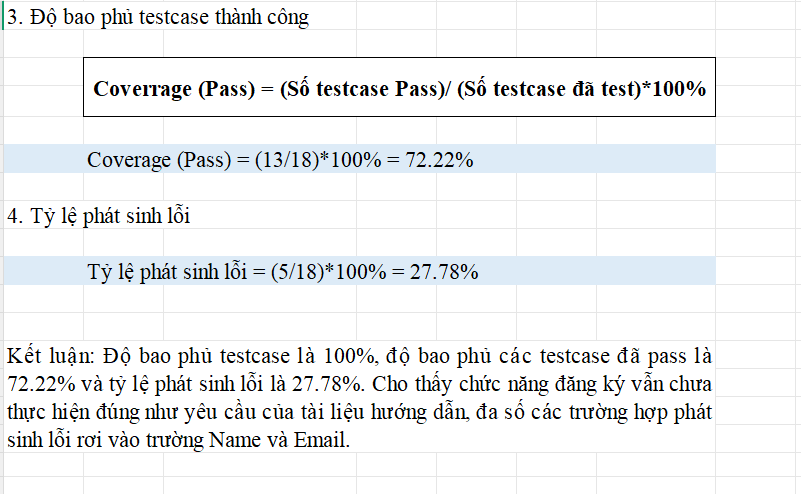 3. Độ bao phủ testcase thành công
Coverrage (Pass) = (Số testcase Pass)/ (Số testcase đã test)*100%
Coverage (Pass) = (13/18)*100% = 72.22%
4. Tỷ lệ phát sinh lỗi
Tỷ lệ phát sinh lỗi = (5/18)*100% = 27.78%
Kết luận: Độ bao phủ testcase là 100%, độ bao phủ các testcase đã pass là
72.22% và tỷ lệ phát sinh lỗi là 27.78%. Cho thấy chức năng đăng ký vẫn chưa
thực hiện đúng như yêu cầu của tài liệu hướng dẫn, đa số các trường hợp phát
sinh lỗi rơi vào trường Name và Email.